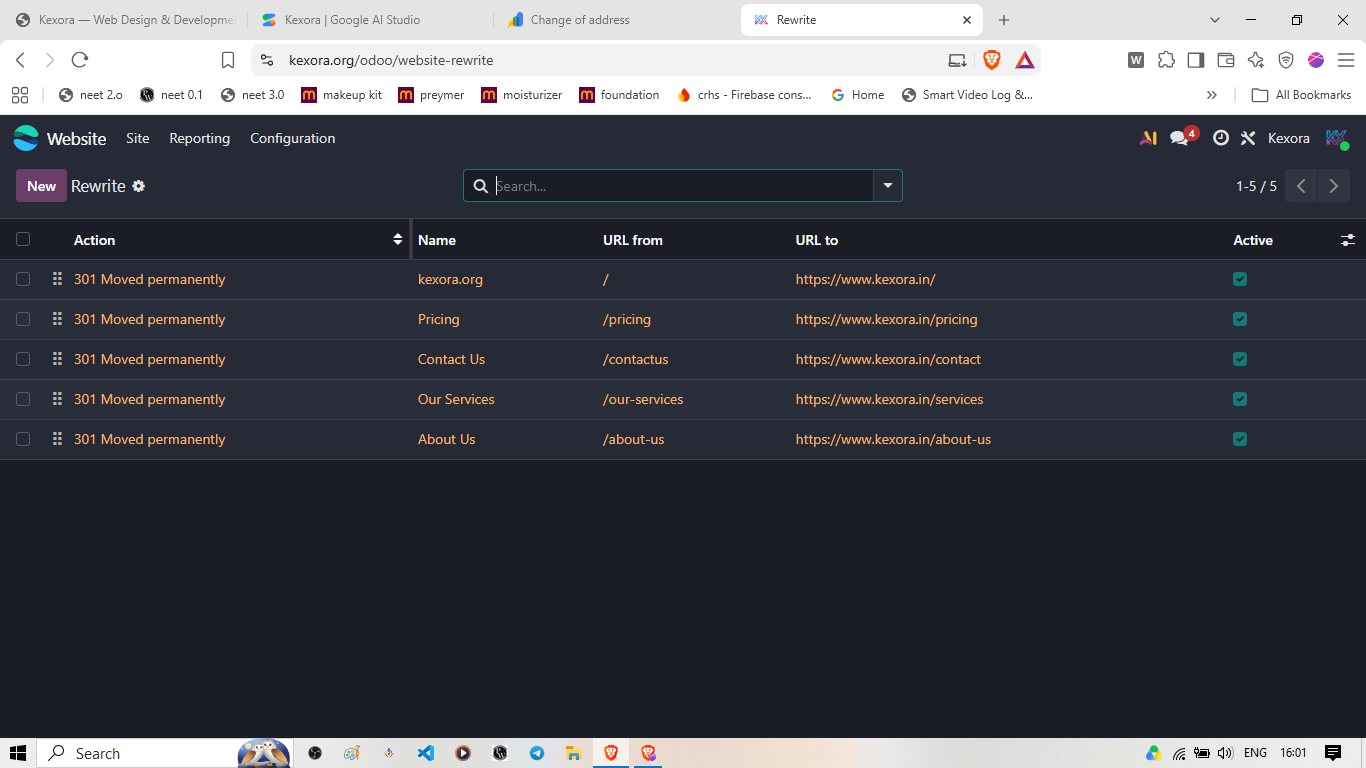 Kexora — Web Design & Developme
Kexora | Google AI Studio
Change of address
Rewrite
kexora.org/odoo/website-rewrite
W
neet 2.o
neet 0.1
neet 3.0
makeup kit
preymer
moisturizer
foundation
crhs - Firebase cons...
Home
Smart Video Log &...
All Bookmarks
Website Site Reporting Configuration
AI 4 Kexora KX
New Rewrite Search... 1-5 / 5
Action Name URL from URL to Active
301 Moved permanently kexora.org / https://www.kexora.in/
301 Moved permanently Pricing /pricing https://www.kexora.in/pricing
301 Moved permanently Contact Us /contactus https://www.kexora.in/contact
301 Moved permanently Our Services /our-services https://www.kexora.in/services
301 Moved permanently About Us /about-us https://www.kexora.in/about-us
Search ENG 16:01